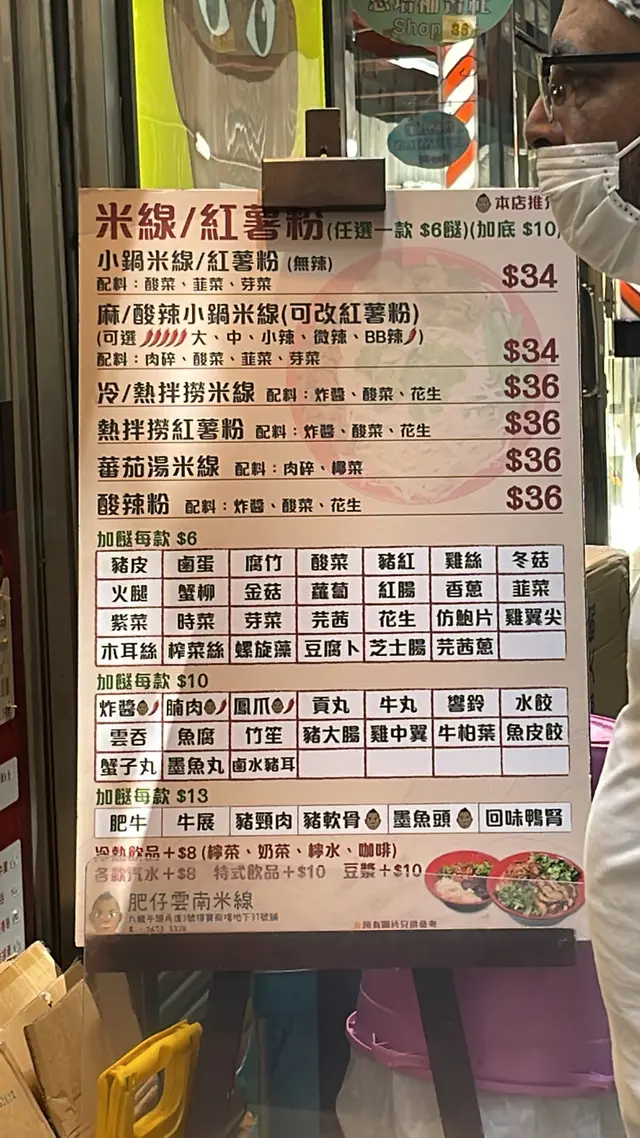 Shop 38
本店推介
米線/紅薯粉(任選一款 $6餸)(加底 $10)
小鍋米線/紅薯粉 (無辣)
配料：酸菜、韮菜、芽菜 $34
麻/酸辣小鍋米線(可改紅薯粉)
(可選 大、中、小辣、微辣、BB辣)
配料：肉碎、酸菜、韮菜、芽菜 $34
冷/熱拌撈米線 配料：炸醬、酸菜、花生 $36
熱拌撈紅薯粉 配料：炸醬、酸菜、花生 $36
蕃茄湯米線 配料：肉碎、椰菜 $36
酸辣粉 配料：炸醬、酸菜、花生 $36
加餸每款 $6
豬皮 鹵蛋 腐竹 酸菜 豬紅 雞絲 冬菇
火腿 蟹柳 金菇 蘿蔔 紅腸 香蔥 韮菜
紫菜 時菜 芽菜 芫茜 花生 仿鮑片 雞翼尖
木耳絲 榨菜絲 螺旋藻 豆腐卜 芝士腸 芫茜蔥
加餸每款 $10
炸醬 腩肉 鳳爪 貢丸 牛丸 響鈴 水餃
雲吞 魚腐 竹笙 豬大腸 雞中翼 牛柏葉 魚皮餃
蟹子丸 墨魚丸 鹵水豬耳
加餸每款 $13
肥牛 牛展 豬頸肉 豬軟骨 墨魚頭 回味鴨腎
冷熱飲品+$8 (檸茶、奶茶、檸水、咖啡)
各款汽水+$8 特式飲品+$10 豆漿+$10
肥仔雲南米線